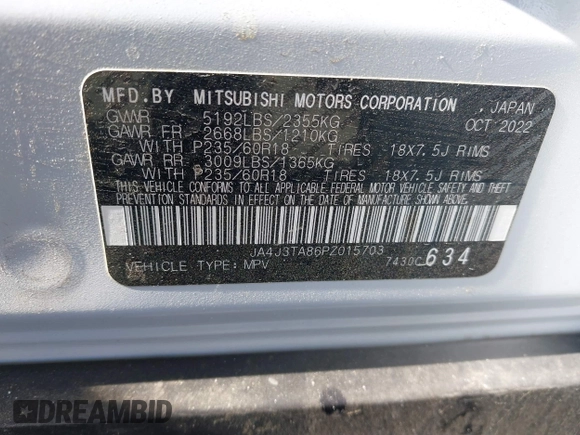 MFD.BY MITSUBISHI MOTORS CORPORATION , JAPAN
GVWR 5192LBS/2355KG OCT 2022
GAWR FR 2668LBS/1210KG
WITH P235/60R18 TIRES 18X7.5J RIMS
GAWR RR 3009LBS/1365KG
WITH P235/60R18 TIRES 18X7.5J RIMS
THIS VEHICLE CONFORMS TO ALL APPLICABLE FEDERAL MOTOR VEHICLE SAFETY AND THEFT
PREVENTION STANDARDS IN EFFECT ON THE DATE OF MANUFACTURE SHOWN ABOVE.
JA4J3TA86PZ015703
VEHICLE TYPE: MPV 7430C634
DREAMBID